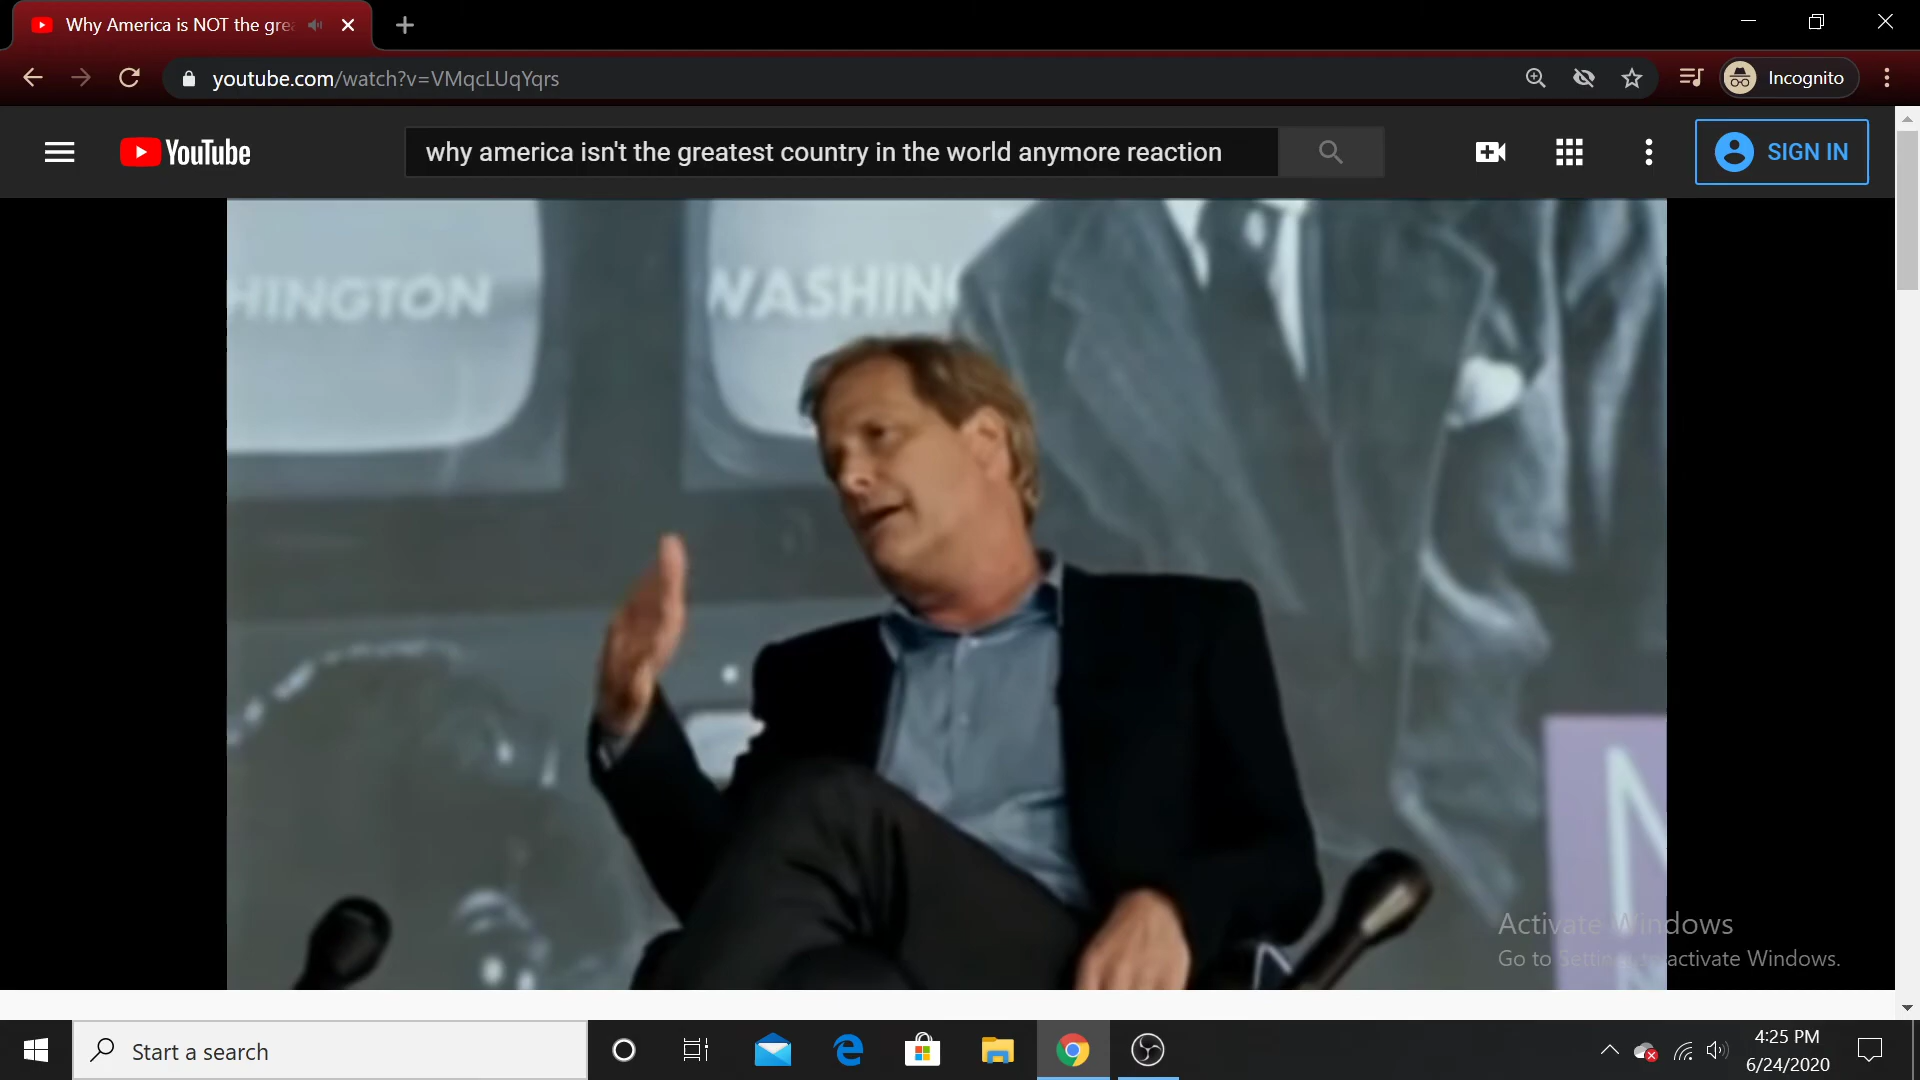 Why America is NOT the grea
youtube.com/watch?v=VMqcLUqYqrs
Incognito
YouTube
why america isn't the greatest country in the world anymore reaction
SIGN IN
HINGTON
WASHIN
N
Activate Windows
Go to Settings to activate Windows.
Start a search
4:25 PM
6/24/2020